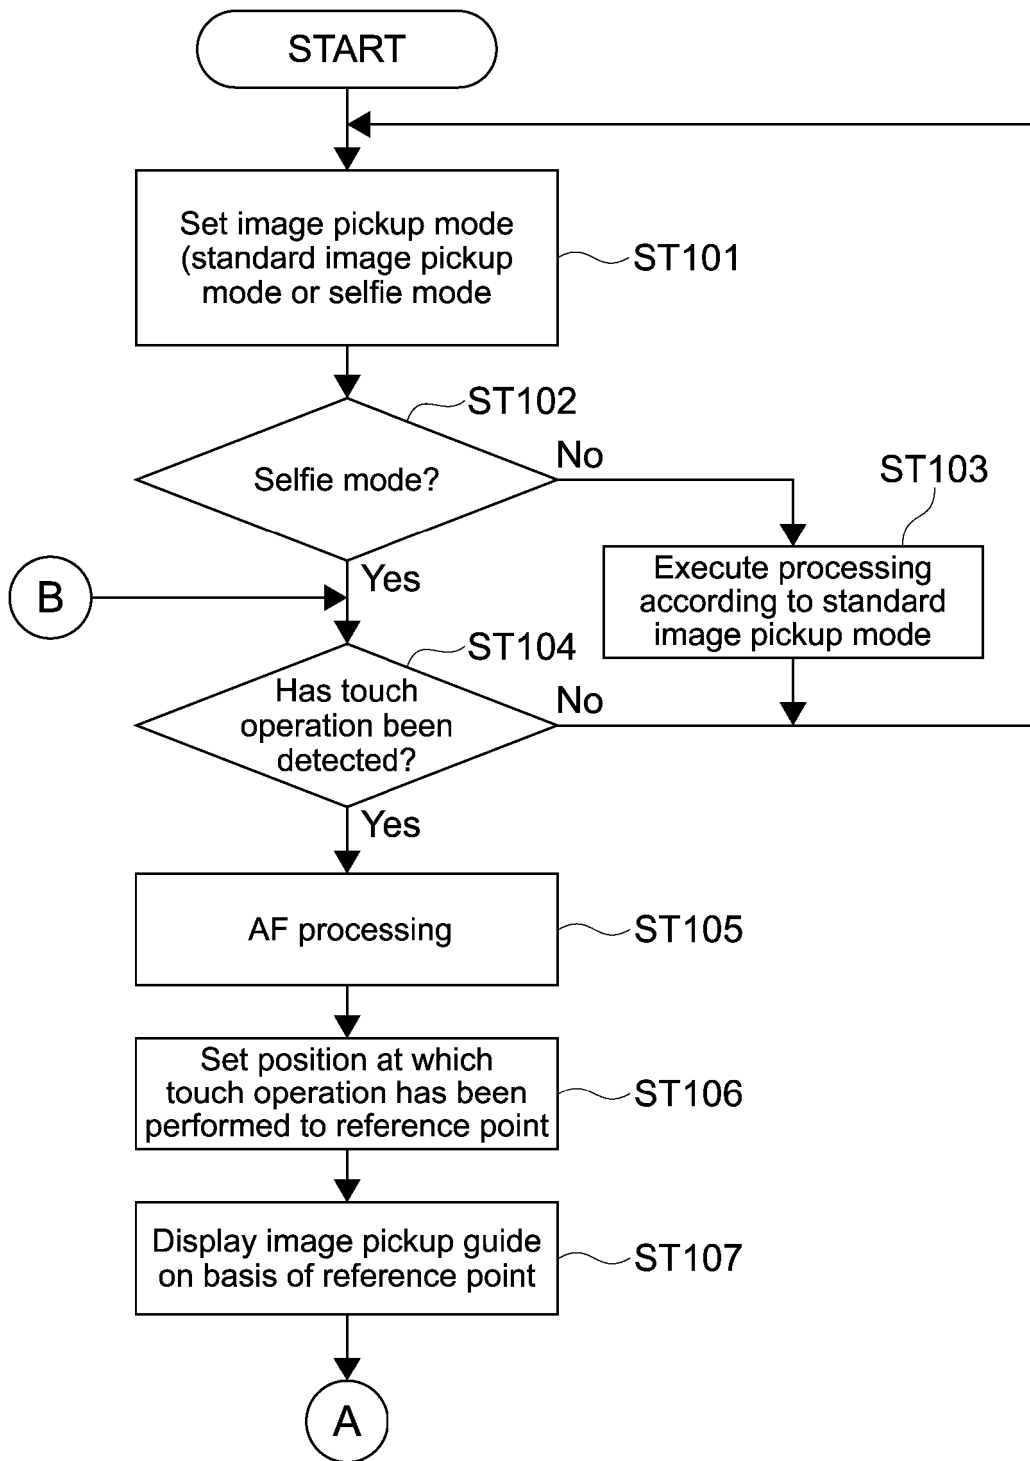 START
Set image pickup mode
(standard image pickup
mode or selfie mode
ST101
ST102
Selfie mode?
No
ST103
Execute processing
according to standard
image pickup mode
Yes
B
ST104
Has touch
operation been
detected?
No
Yes
AF processing
ST105
Set position at which
touch operation has been
performed to reference point
ST106
Display image pickup guide
on basis of reference point
ST107
A